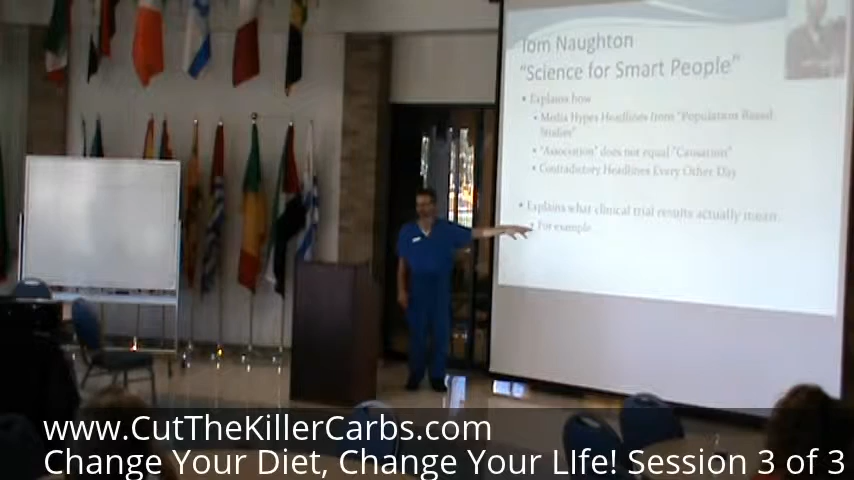 Tom Naughton
"Science for Smart People"
• Explains how
• Media Hypes Headlines from "Population Based
Studies"
• "Association" does not equal "Causation"
• Contradictory Headlines Every Other Day
• Explains what clinical trial results actually mean.
• For example
www.CutTheKillerCarbs.com
Change Your Diet, Change Your LIfe! Session 3 of 3